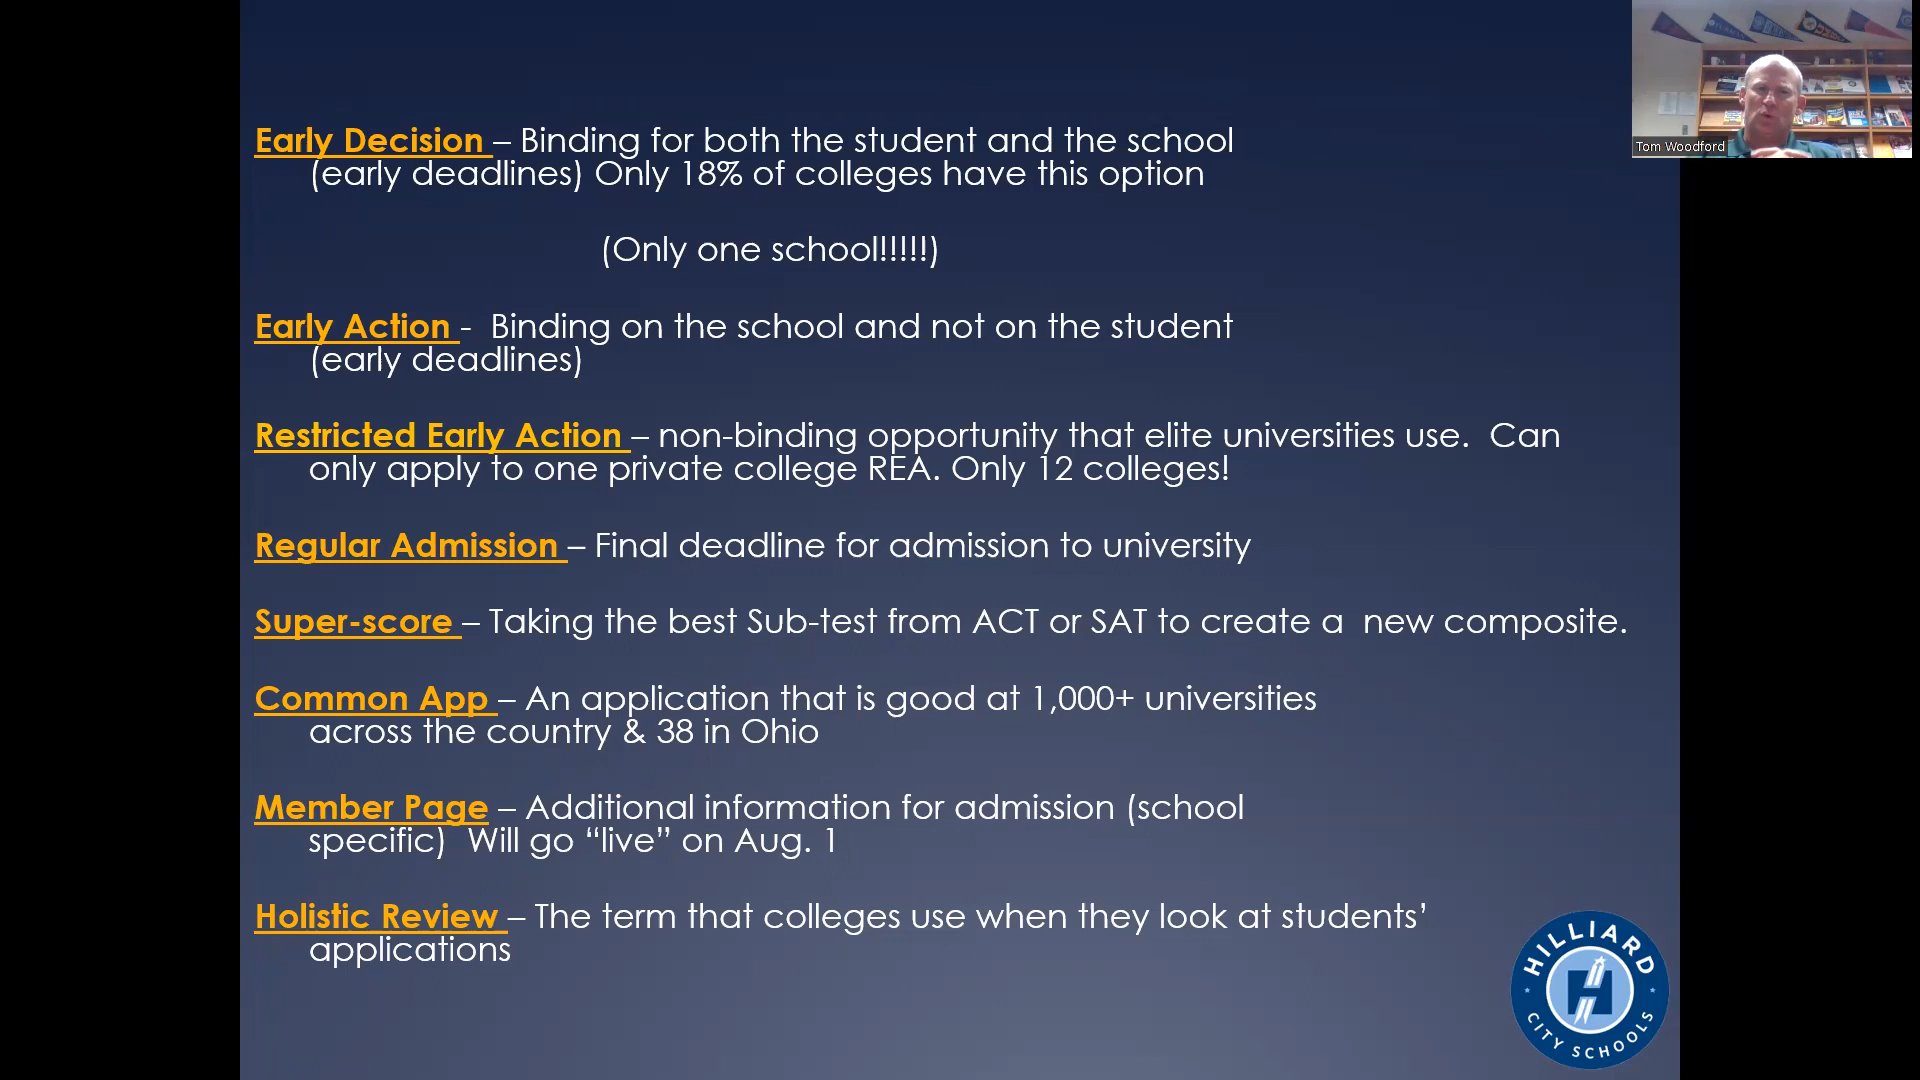 Early Decision – Binding for both the student and the school
(early deadlines) Only 18% of colleges have this option
(Only one school!!!!!)
Early Action - Binding on the school and not on the student
(early deadlines)
Restricted Early Action – non-binding opportunity that elite universities use. Can
only apply to one private college REA. Only 12 colleges!
Regular Admission – Final deadline for admission to university
Super-score – Taking the best Sub-test from ACT or SAT to create a new composite.
Common App – An application that is good at 1,000+ universities
across the country & 38 in Ohio
Member Page – Additional information for admission (school
specific) Will go “live” on Aug. 1
Holistic Review – The term that colleges use when they look at students’
applications
Tom Woodford
HILLIARD
H
CITY SCHOOLS